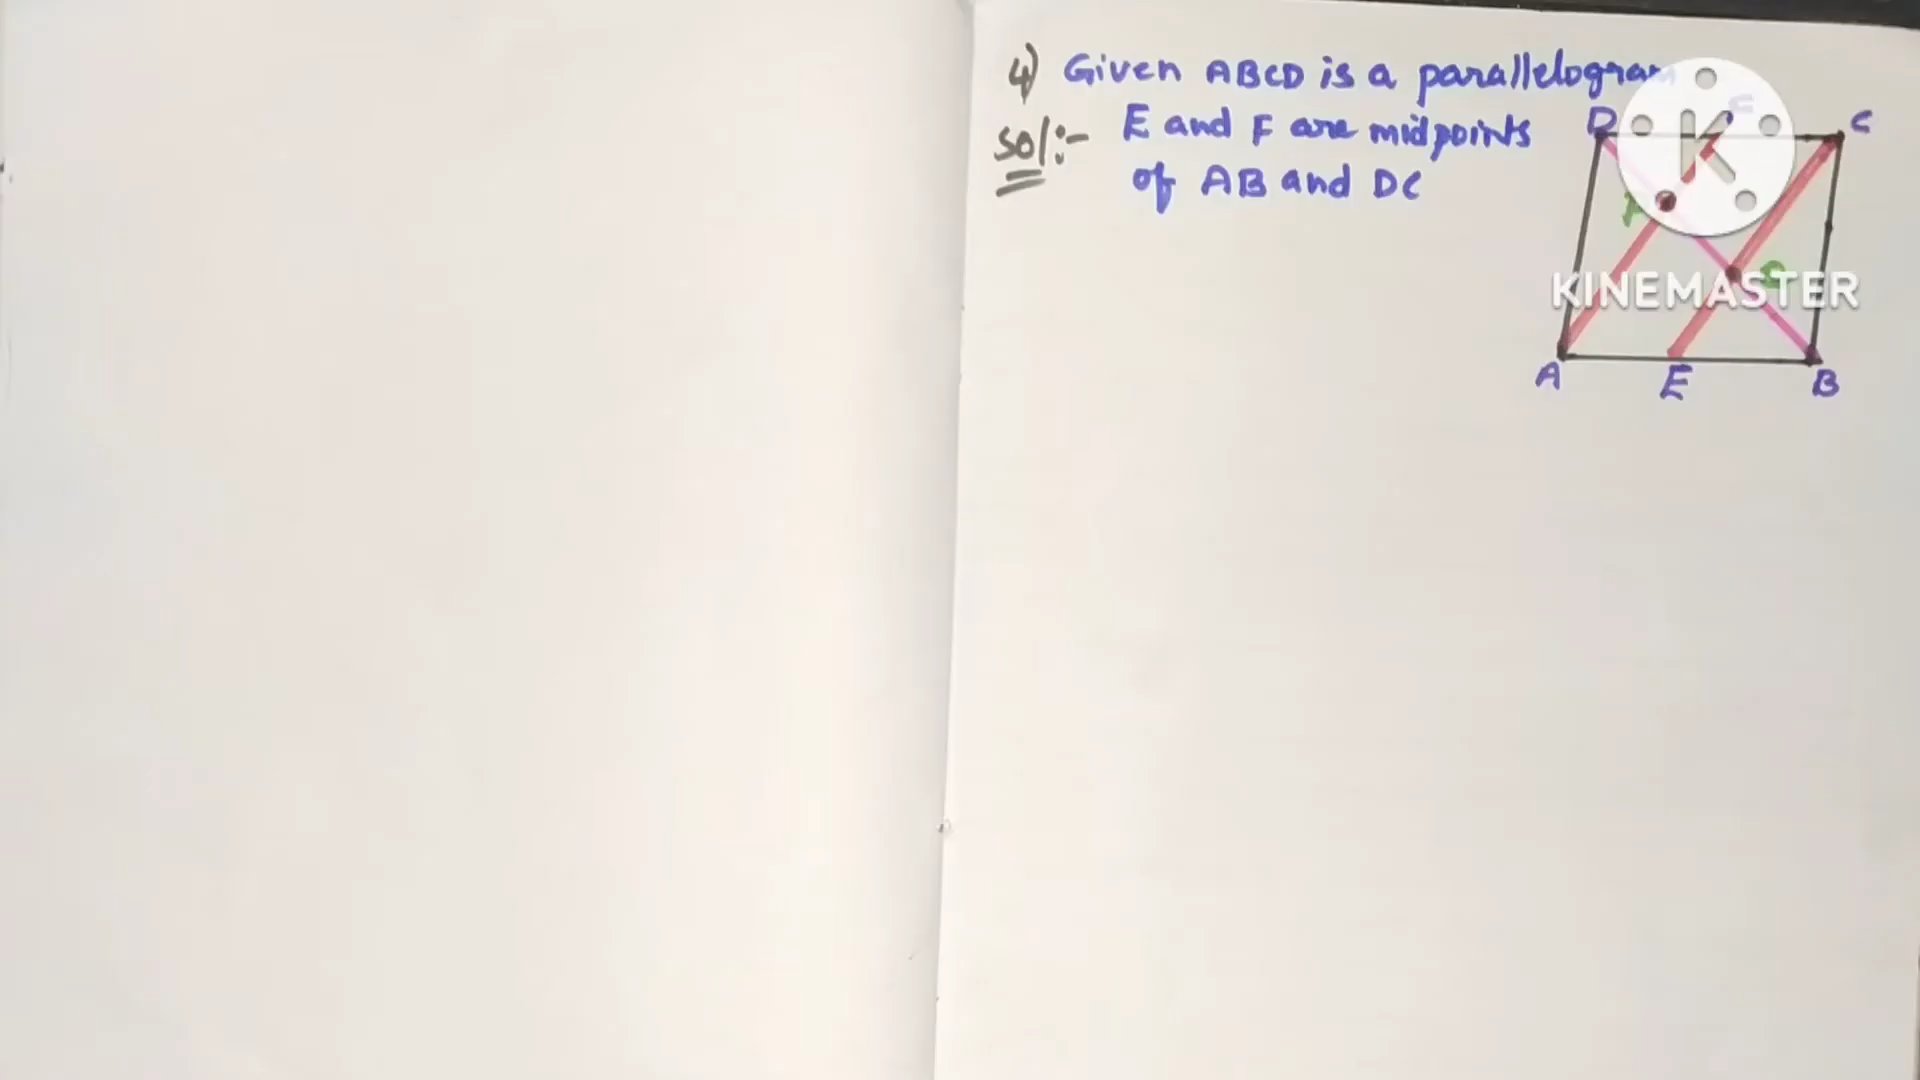 4) Given ABCD is a parallelogram
Sol:- E and F are midpoints
of AB and DC
D F C
P
Q
KINEMASTER
A E B